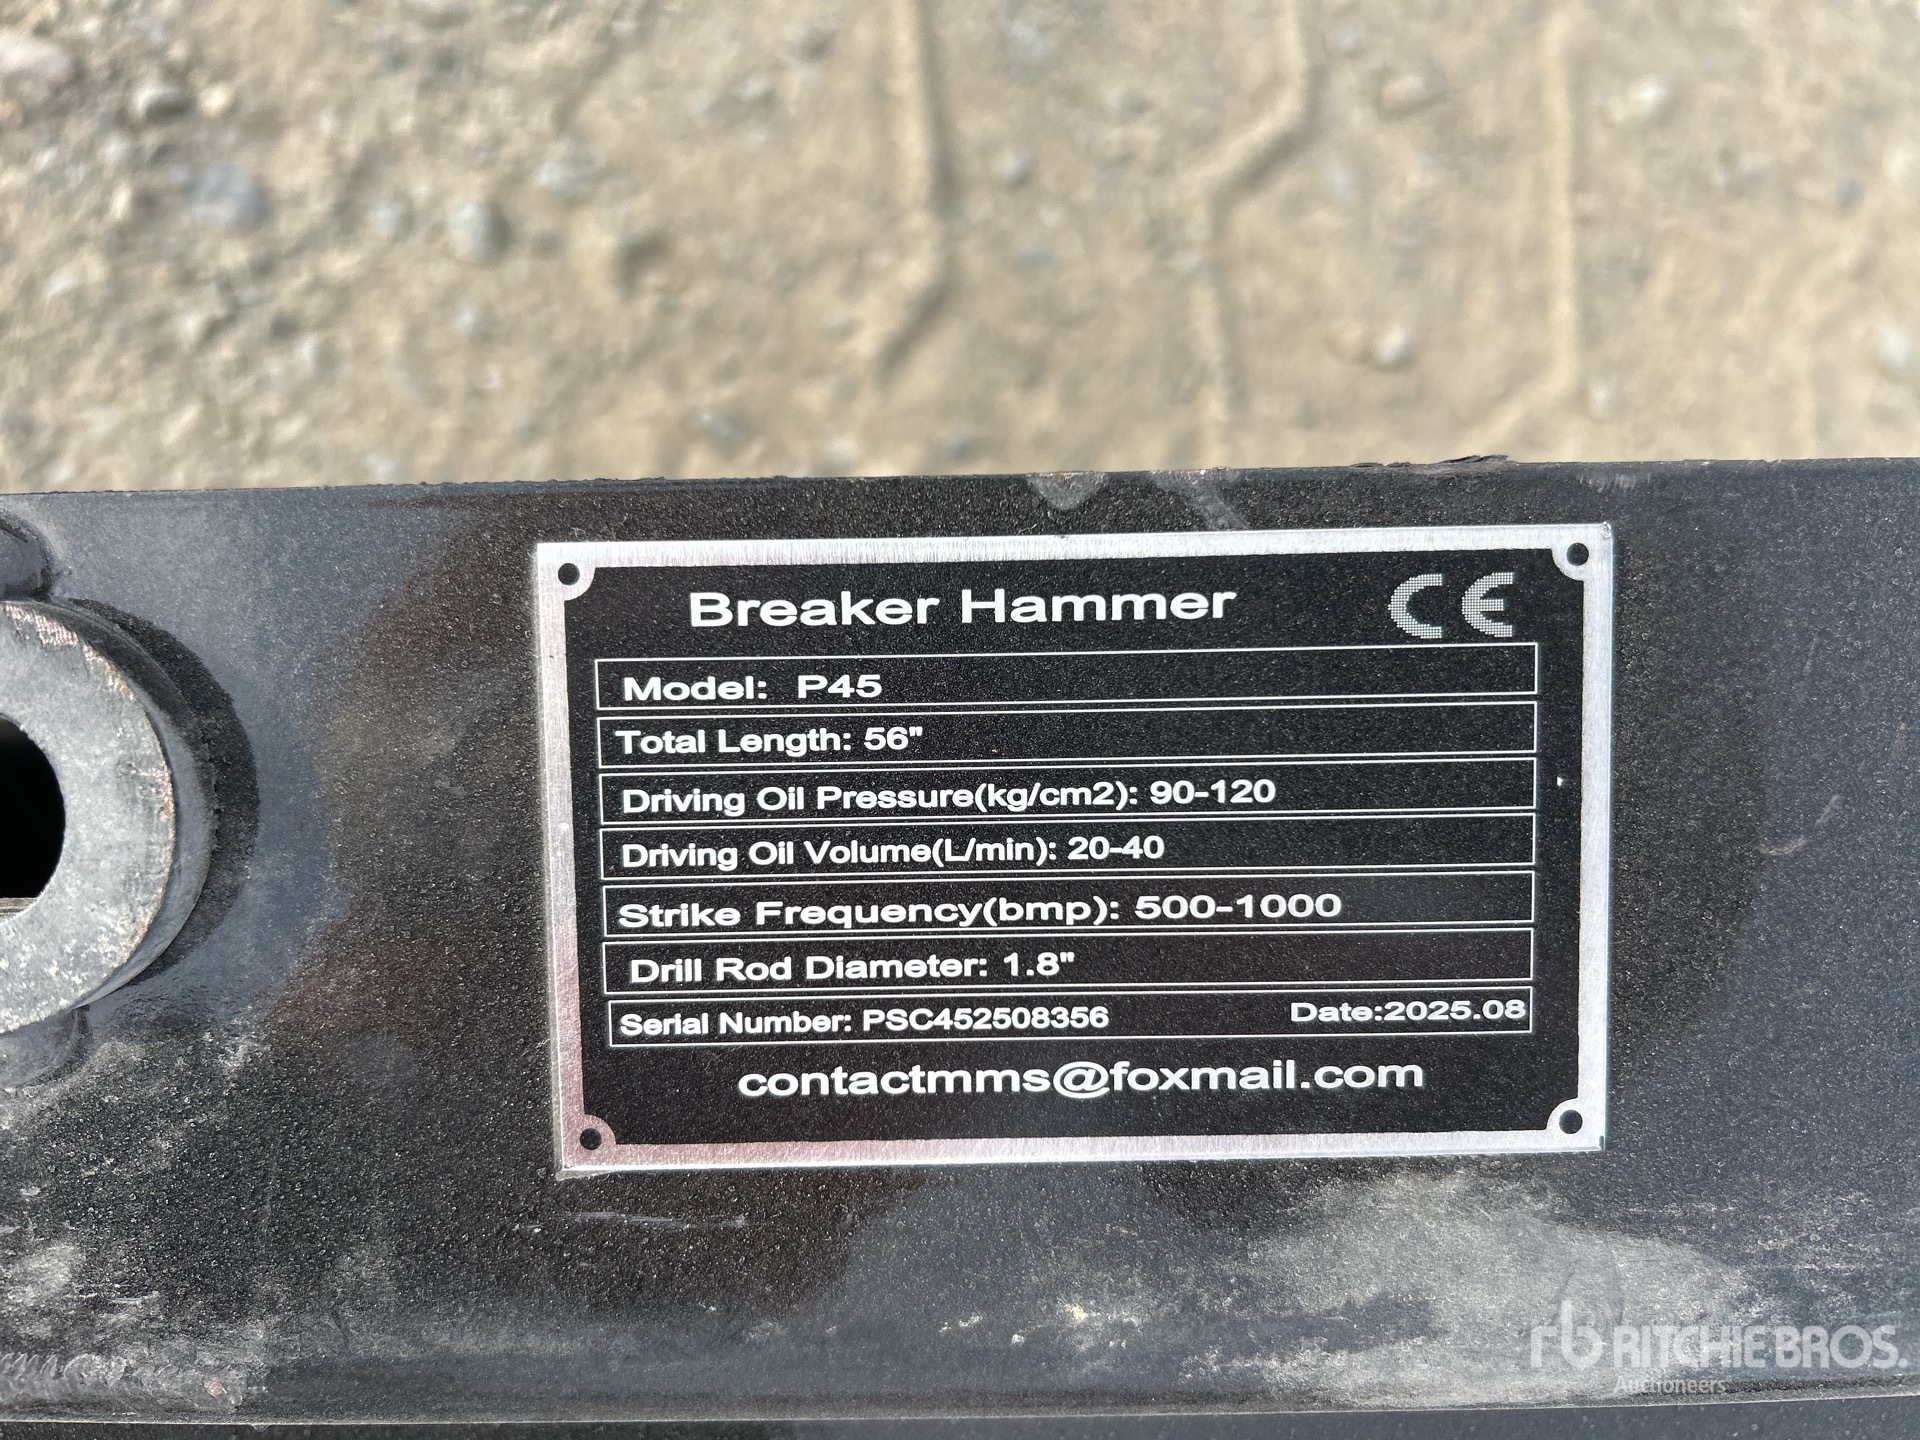 Breaker Hammer CE
Model: P45
Total Length: 56"
Driving Oil Pressure(kg/cm2): 90-120
Driving Oil Volume(L/min): 20-40
Strike Frequency(bmp): 500-1000
Drill Rod Diameter: 1.8"
Serial Number: PSC452508356 Date:2025.08
contactmms@foxmail.com
rb RITCHIE BROS.
Auctioneers